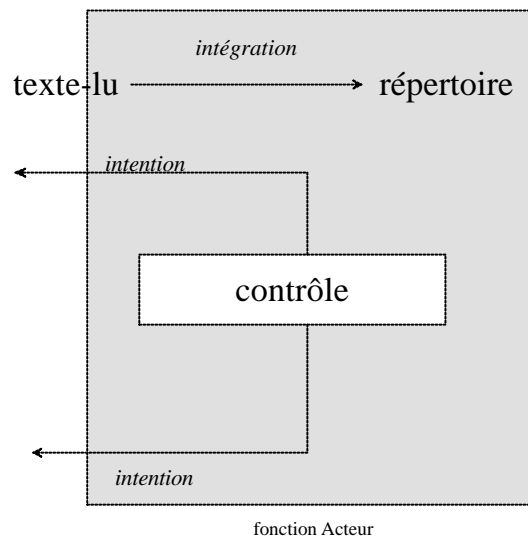 intégration
texte-lu répertoire
intention
contrôle
intention
fonction Acteur